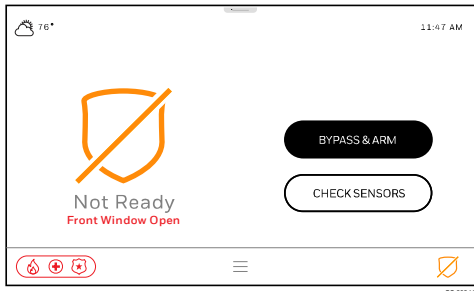 76°
11:47 AM
BYPASS & ARM
CHECK SENSORS
Not Ready
Front Window Open